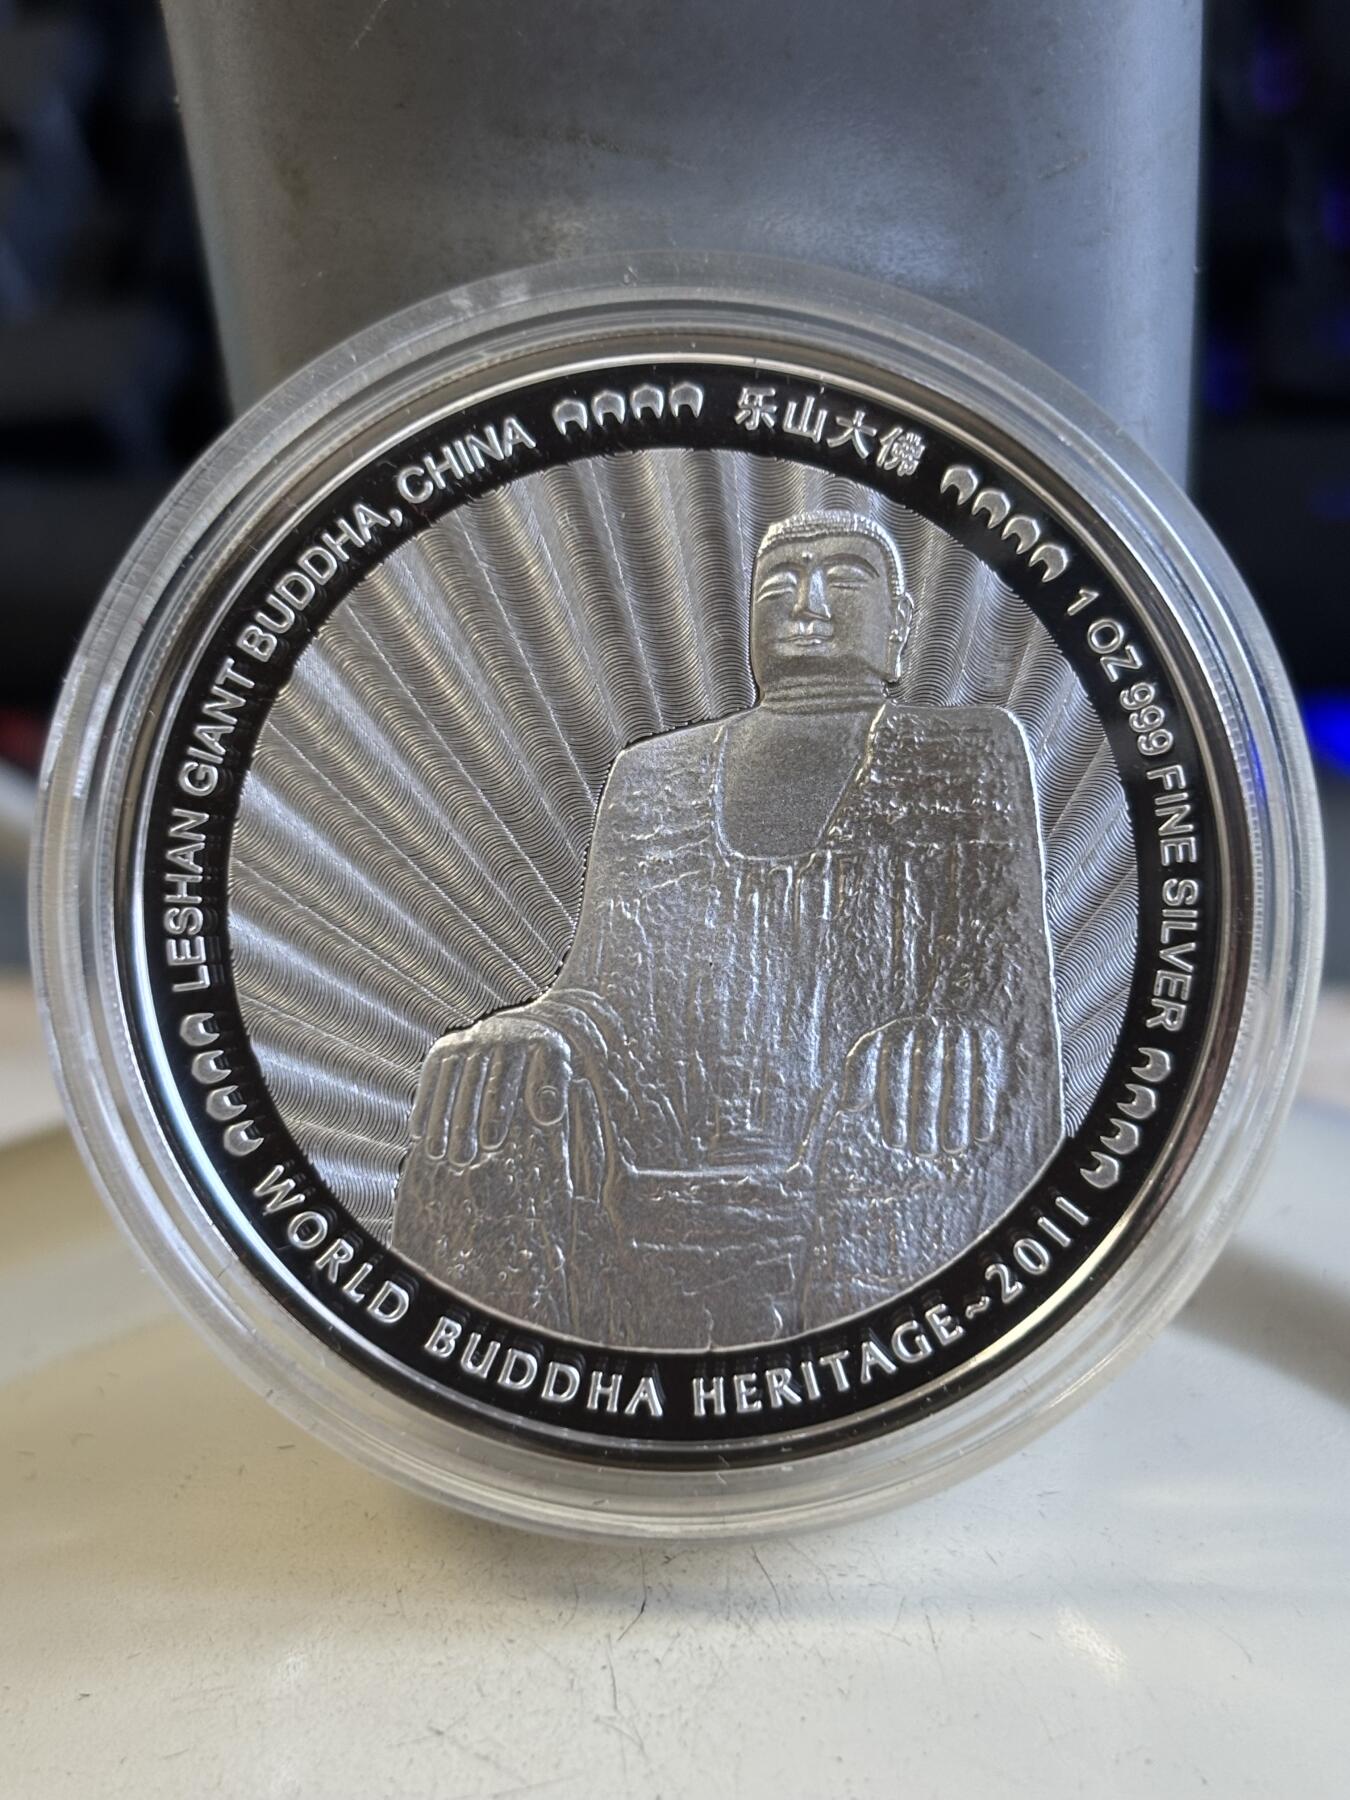 LESHAN GIANT BUDDHA, CHINA
乐山大佛
1 OZ 999 FINE SILVER
WORLD BUDDHA HERITAGE~2011